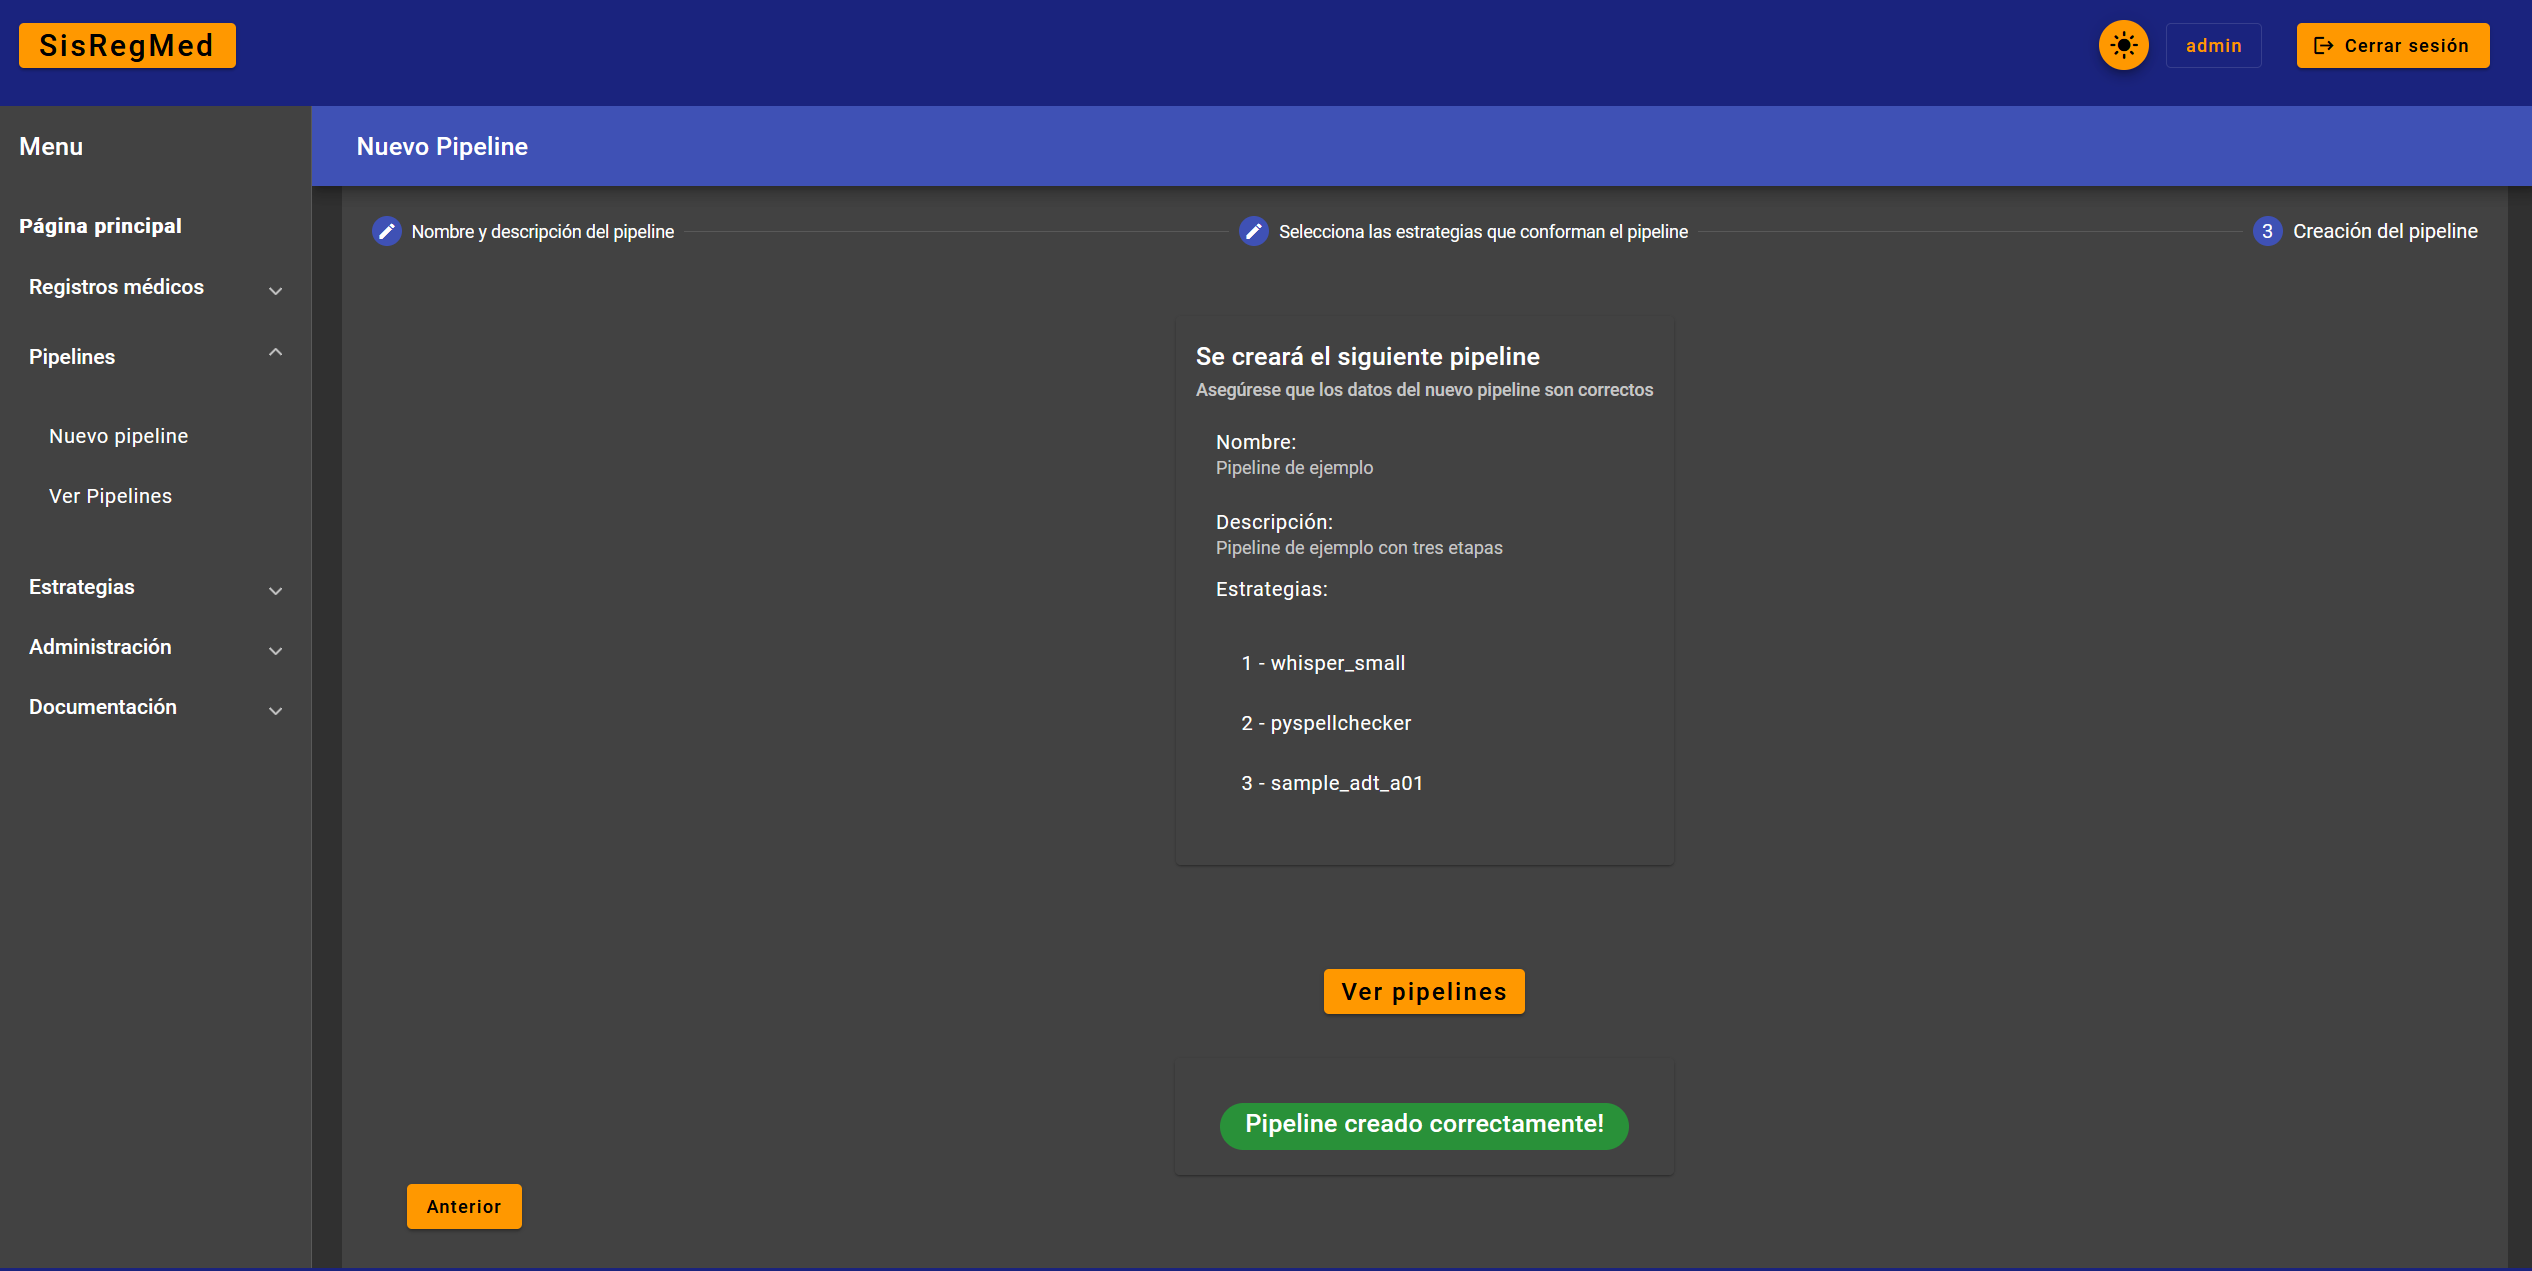 SisRegMed
admin
Cerrar sesión
Menu
Nuevo Pipeline
Página principal
Registros médicos
Pipelines
Nuevo pipeline
Ver Pipelines
Estrategias
Administración
Documentación
Nombre y descripción del pipeline
Selecciona las estrategias que conforman el pipeline
3 Creación del pipeline
Se creará el siguiente pipeline
Asegúrese que los datos del nuevo pipeline son correctos
Nombre:
Pipeline de ejemplo
Descripción:
Pipeline de ejemplo con tres etapas
Estrategias:
1 - whisper_small
2 - pyspellchecker
3 - sample_adt_a01
Ver pipelines
Pipeline creado correctamente!
Anterior